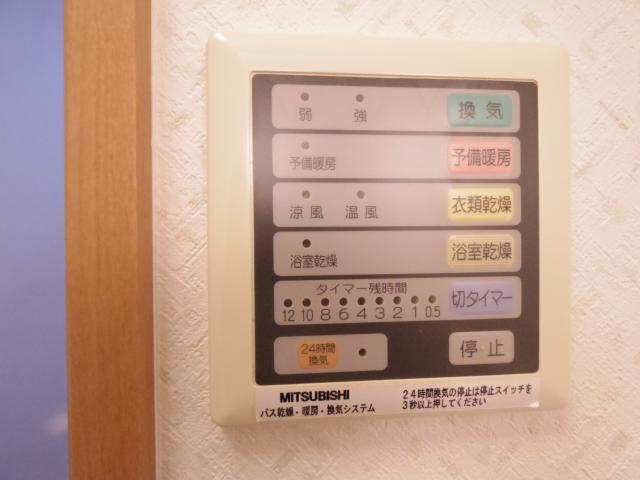 弱 強 換気
予備暖房 予備暖房
涼風 温風 衣類乾燥
浴室乾燥 浴室乾燥
タイマー残時間
12 10 8 6 4 3 2 1 0.5 切タイマー
24時間
換気
停止
MITSUBISHI
バス乾燥・暖房・換気システム
24時間換気の停止は停止スイッチを
3秒以上押してください